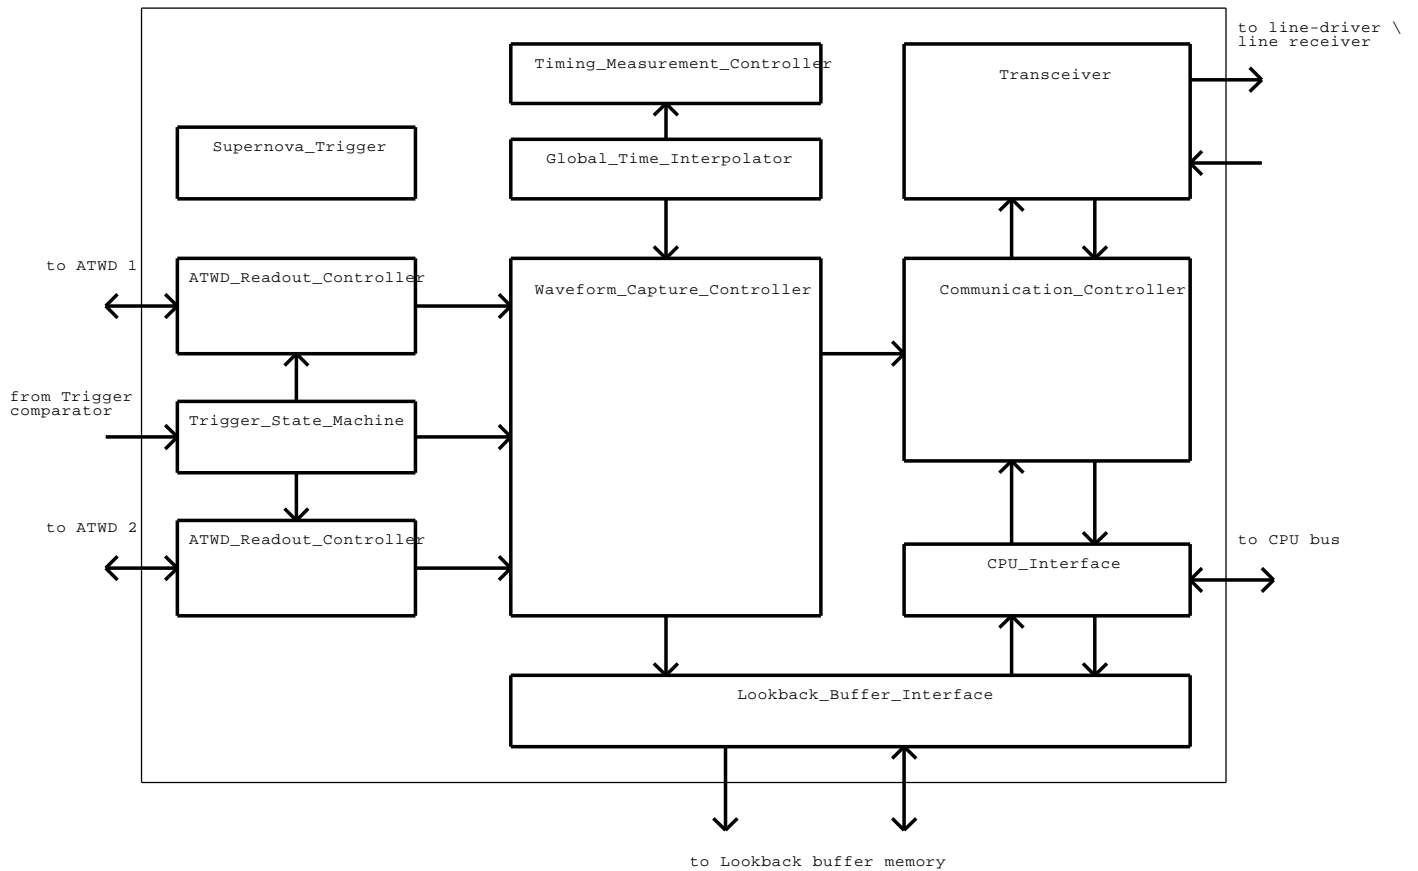 to line-driver \
line receiver
Timing_Measurement_Controller
Transceiver
Supernova_Trigger
Global_Time_Interpolator
to ATWD 1
ATWD_Readout_Controller
Waveform_Capture_Controller
Communication_Controller
from Trigger
comparator
Trigger_State_Machine
to ATWD 2
ATWD_Readout_Controller
to CPU bus
CPU_Interface
Lookback_Buffer_Interface
to Lookback buffer memory